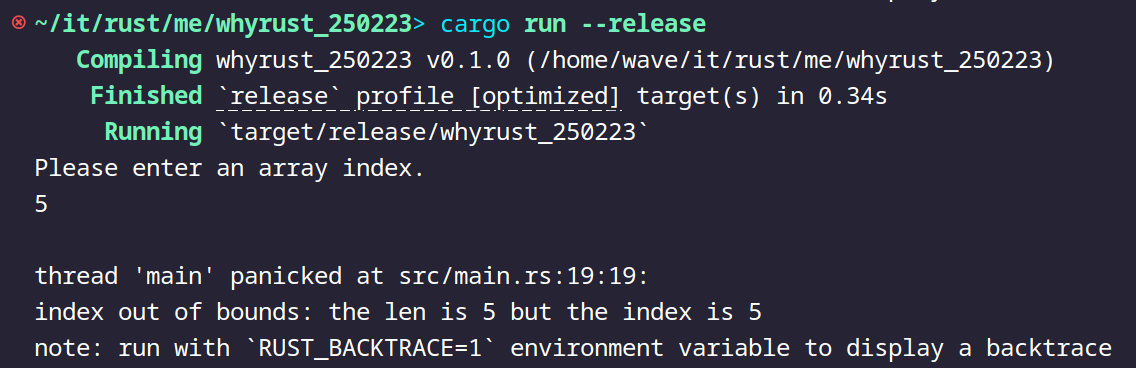 ~/it/rust/me/whyrust_250223> cargo run --release
Compiling whyrust_250223 v0.1.0 (/home/wave/it/rust/me/whyrust_250223)
Finished `release` profile [optimized] target(s) in 0.34s
Running `target/release/whyrust_250223`
Please enter an array index.
5
thread 'main' panicked at src/main.rs:19:19:
index out of bounds: the len is 5 but the index is 5
note: run with `RUST_BACKTRACE=1` environment variable to display a backtrace